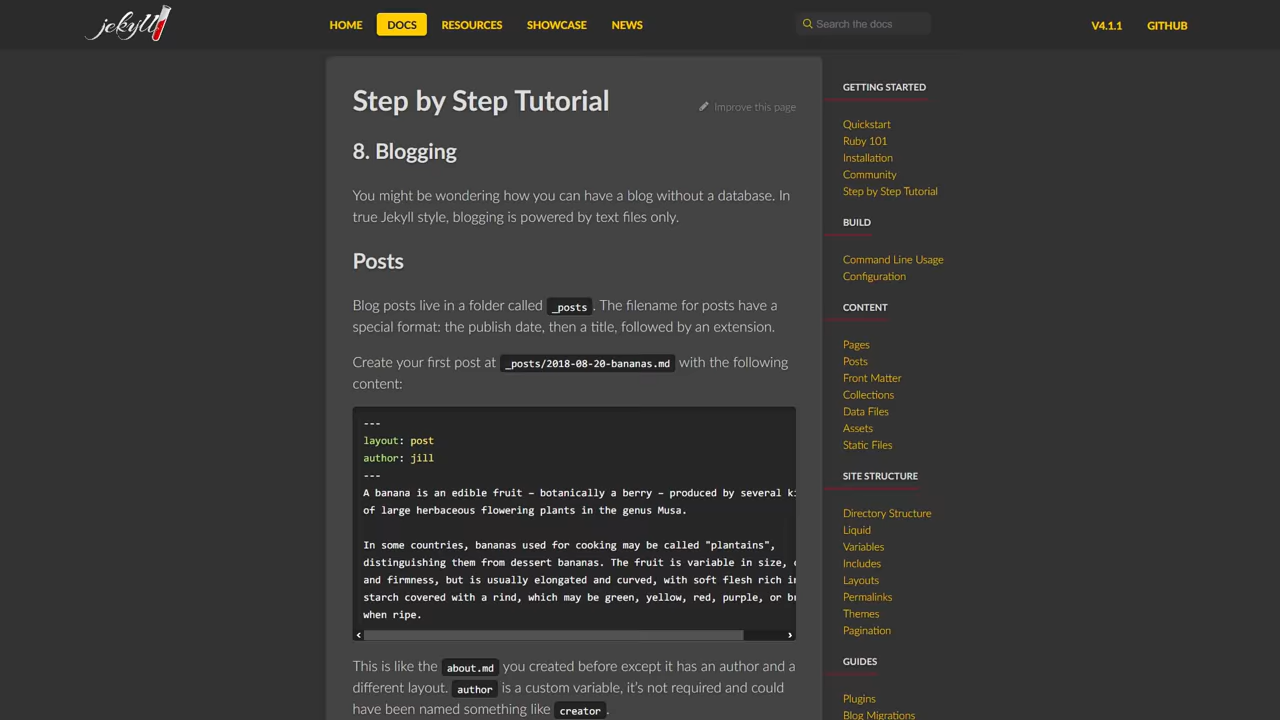 jekyll
HOME DOCS RESOURCES SHOWCASE NEWS Search the docs V4.1.1 GITHUB
Step by Step Tutorial
Improve this page
8. Blogging
You might be wondering how you can have a blog without a database. In
true Jekyll style, blogging is powered by text files only.
Posts
Blog posts live in a folder called _posts. The filename for posts have a
special format: the publish date, then a title, followed by an extension.
Create your first post at _posts/2018-08-20-bananas.md with the following
content:
---
layout: post
author: jill
---
A banana is an edible fruit – botanically a berry – produced by several ki
of large herbaceous flowering plants in the genus Musa.
In some countries, bananas used for cooking may be called "plantains",
distinguishing them from dessert bananas. The fruit is variable in size,
and firmness, but is usually elongated and curved, with soft flesh rich in
starch covered with a rind, which may be green, yellow, red, purple, or br
when ripe.
This is like the about.md you created before except it has an author and a
different layout. author is a custom variable, it's not required and could
have been named something like creator.
GETTING STARTED
Quickstart
Ruby 101
Installation
Community
Step by Step Tutorial
BUILD
Command Line Usage
Configuration
CONTENT
Pages
Posts
Front Matter
Collections
Data Files
Assets
Static Files
SITE STRUCTURE
Directory Structure
Liquid
Variables
Includes
Layouts
Permalinks
Themes
Pagination
GUIDES
Plugins
Blog Migrations